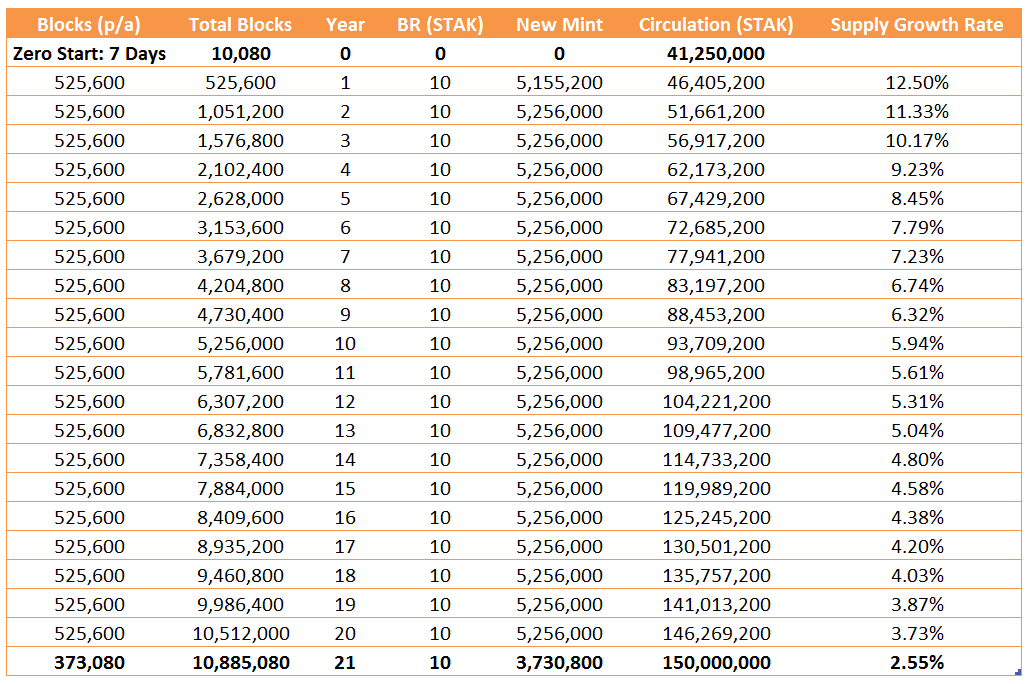 Blocks (p/a) Total Blocks Year BR (STAK) New Mint Circulation (STAK) Supply Growth Rate
Zero Start: 7 Days 10,080 0 0 0 41,250,000
525,600 525,600 1 10 5,155,200 46,405,200 12.50%
525,600 1,051,200 2 10 5,256,000 51,661,200 11.33%
525,600 1,576,800 3 10 5,256,000 56,917,200 10.17%
525,600 2,102,400 4 10 5,256,000 62,173,200 9.23%
525,600 2,628,000 5 10 5,256,000 67,429,200 8.45%
525,600 3,153,600 6 10 5,256,000 72,685,200 7.79%
525,600 3,679,200 7 10 5,256,000 77,941,200 7.23%
525,600 4,204,800 8 10 5,256,000 83,197,200 6.74%
525,600 4,730,400 9 10 5,256,000 88,453,200 6.32%
525,600 5,256,000 10 10 5,256,000 93,709,200 5.94%
525,600 5,781,600 11 10 5,256,000 98,965,200 5.61%
525,600 6,307,200 12 10 5,256,000 104,221,200 5.31%
525,600 6,832,800 13 10 5,256,000 109,477,200 5.04%
525,600 7,358,400 14 10 5,256,000 114,733,200 4.80%
525,600 7,884,000 15 10 5,256,000 119,989,200 4.58%
525,600 8,409,600 16 10 5,256,000 125,245,200 4.38%
525,600 8,935,200 17 10 5,256,000 130,501,200 4.20%
525,600 9,460,800 18 10 5,256,000 135,757,200 4.03%
525,600 9,986,400 19 10 5,256,000 141,013,200 3.87%
525,600 10,512,000 20 10 5,256,000 146,269,200 3.73%
373,080 10,885,080 21 10 3,730,800 150,000,000 2.55%